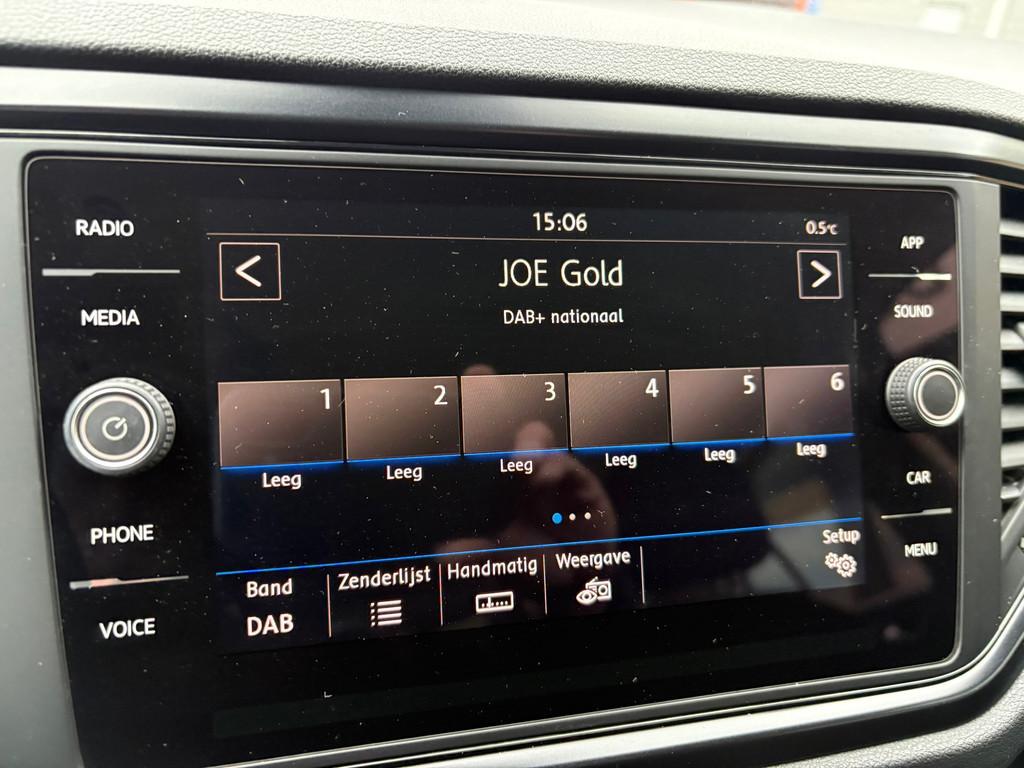 RADIO
MEDIA
PHONE
VOICE
15:06
0.5°C
JOE Gold
DAB+ nationaal
1 2 3 4 5 6
Leeg Leeg Leeg Leeg Leeg Leeg
Band Zenderlijst Handmatig Weergave Setup
DAB
APP
SOUND
CAR
MENU